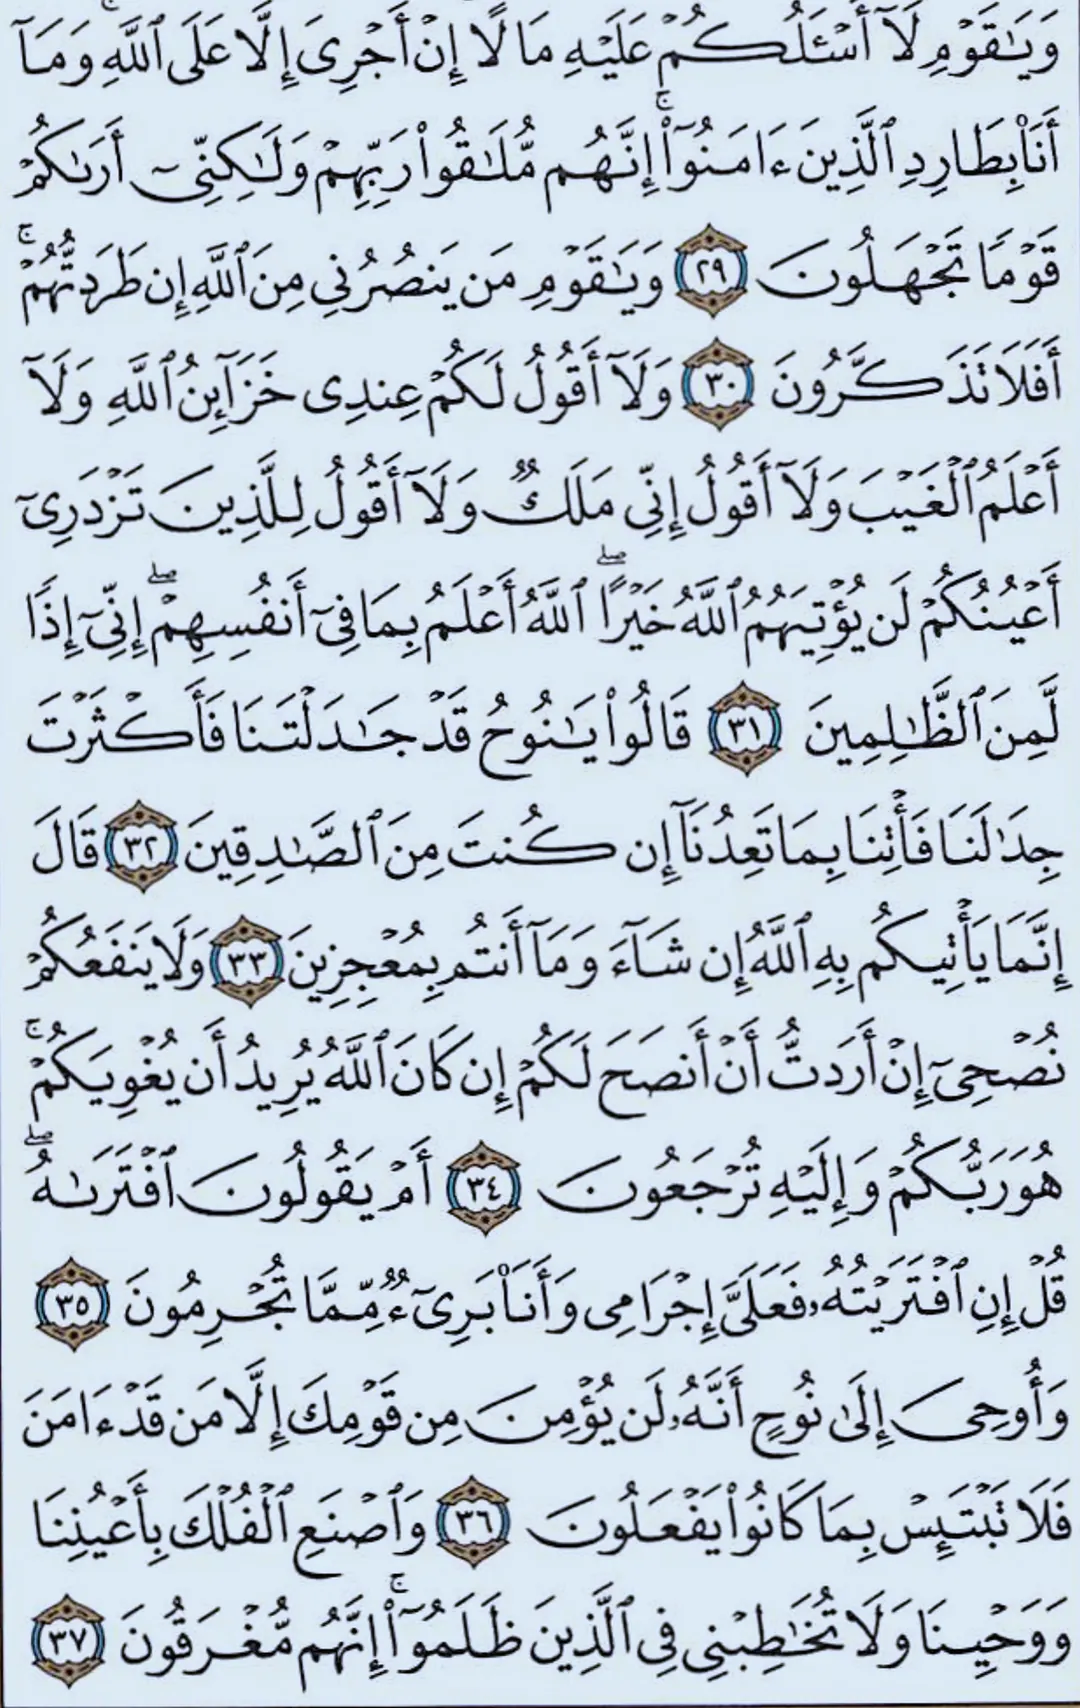 وَيَـٰقَوْمِ لَآ أَسْـَٔلُكُمْ عَلَيْهِ مَالًا إِنْ أَجْرِىَ إِلَّا عَلَى ٱللَّهِ ۚ وَمَآ
أَنَا۠ بِطَارِدِ ٱلَّذِينَ ءَامَنُوٓا۟ ۚ إِنَّهُم مُّلَـٰقُوا۟ رَبِّهِمْ وَلَـٰكِنِّىٓ أَرَىٰكُمْ
قَوْمًا تَجْهَلُونَ ٢٩ وَيَـٰقَوْمِ مَن يَنصُرُنِى مِنَ ٱللَّهِ إِن طَرَدتُّهُمْ ۚ
أَفَلَا تَذَكَّرُونَ ٣٠ وَلَآ أَقُولُ لَكُمْ عِندِى خَزَآئِنُ ٱللَّهِ وَلَآ
أَعْلَمُ ٱلْغَيْبَ وَلَآ أَقُولُ إِنِّى مَلَكٌ وَلَآ أَقُولُ لِلَّذِينَ تَزْدَرِىٓ
أَعْيُنُكُمْ لَن يُؤْتِيَهُمُ ٱللَّهُ خَيْرًا ۖ ٱللَّهُ أَعْلَمُ بِمَا فِىٓ أَنفُسِهِمْ ۖ إِنِّىٓ إِذًا
لَّمِنَ ٱلظَّـٰلِمِينَ ٣١ قَالُوا۟ يَـٰنُوحُ قَدْ جَـٰدَلْتَنَا فَأَكْثَرْتَ
جِدَٰلَنَا فَأْتِنَا بِمَا تَعِدُنَآ إِن كُنتَ مِنَ ٱلصَّـٰدِقِينَ ٣٢ قَالَ
إِنَّمَا يَأْتِيكُم بِهِ ٱللَّهُ إِن شَآءَ وَمَآ أَنتُم بِمُعْجِزِينَ ٣٣ وَلَا يَنفَعُكُمْ
نُصْحِىٓ إِنْ أَرَدتُّ أَنْ أَنصَحَ لَكُمْ إِن كَانَ ٱللَّهُ يُرِيدُ أَن يُغْوِيَكُمْ ۚ
هُوَ رَبُّكُمْ وَإِلَيْهِ تُرْجَعُونَ ٣٤ أَمْ يَقُولُونَ ٱفْتَرَىٰهُ ۖ
قُلْ إِنِ ٱفْتَرَيْتُهُۥ فَعَلَىَّ إِجْرَامِى وَأَنَا۠ بَرِىٓءٌ مِّمَّا تُجْرِمُونَ ٣٥
وَأُوحِىَ إِلَىٰ نُوحٍ أَنَّهُۥ لَن يُؤْمِنَ مِن قَوْمِكَ إِلَّا مَن قَدْ ءَامَنَ
فَلَا تَبْتَئِسْ بِمَا كَانُوا۟ يَفْعَلُونَ ٣٦ وَٱصْنَعِ ٱلْفُلْكَ بِأَعْيُنِنَا
وَوَحْيِنَا وَلَا تُخَـٰطِبْنِى فِى ٱلَّذِينَ ظَلَمُوٓا۟ ۚ إِنَّهُم مُّغْرَقُونَ ٣٧